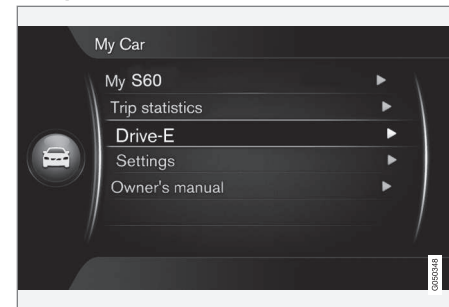 My Car
My S60
Trip statistics
Drive-E
Settings
Owner's manual
G050348